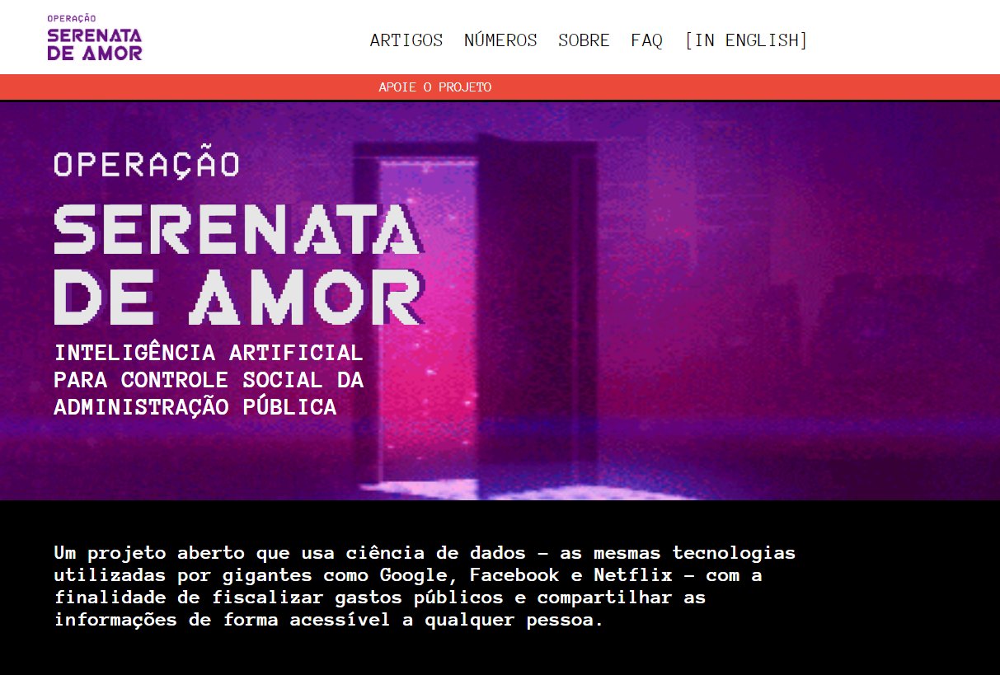 OPERAÇÃO
SERENATA
DE AMOR
ARTIGOS NÚMEROS SOBRE FAQ [IN ENGLISH]
APOIE O PROJETO
OPERAÇÃO
SERENATA
DE AMOR
INTELIGÊNCIA ARTIFICIAL
PARA CONTROLE SOCIAL DA
ADMINISTRAÇÃO PÚBLICA
Um projeto aberto que usa ciência de dados – as mesmas tecnologias
utilizadas por gigantes como Google, Facebook e Netflix – com a
finalidade de fiscalizar gastos públicos e compartilhar as
informações de forma acessível a qualquer pessoa.